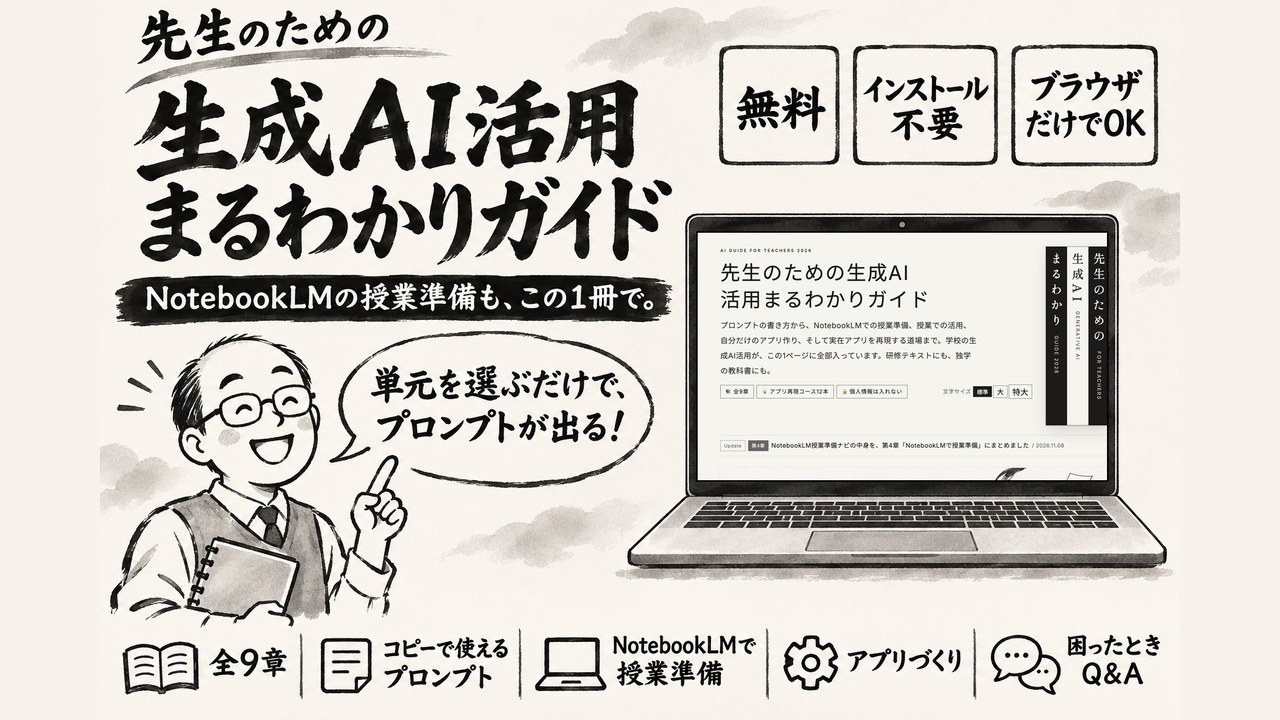 先生のための
生成AI活用
まるわかりガイド
NotebookLMの授業準備も、この1冊で。
無料
インストール
不要
ブラウザ
だけでOK
単元を選ぶだけで、
プロンプトが出る!
AI GUIDE FOR TEACHERS 2026
先生のための生成AI
活用まるわかりガイド
プロンプトの書き方から、NotebookLMでの授業準備、授業での活用、
自分だけのアプリ作り、そして実在アプリを再現する道場まで。学校の生
成AI活用が、この1ページに全部入っています。研修テキストにも、独学
の教科書にも。
全9章
アプリ再現コース12本
個人情報は入れない
文字サイズ 標準 大 特大
先生のための FOR TEACHERS
生成AI GENERATIVE AI
まるわかり GUIDE 2026
Update 第4章 NotebookLM授業準備ナビの中身を、第4章「NotebookLMで授業準備」にまとめました / 2026.11.08
全9章
コピーで使える
プロンプト
NotebookLMで
授業準備
アプリづくり
困ったとき
Q&A